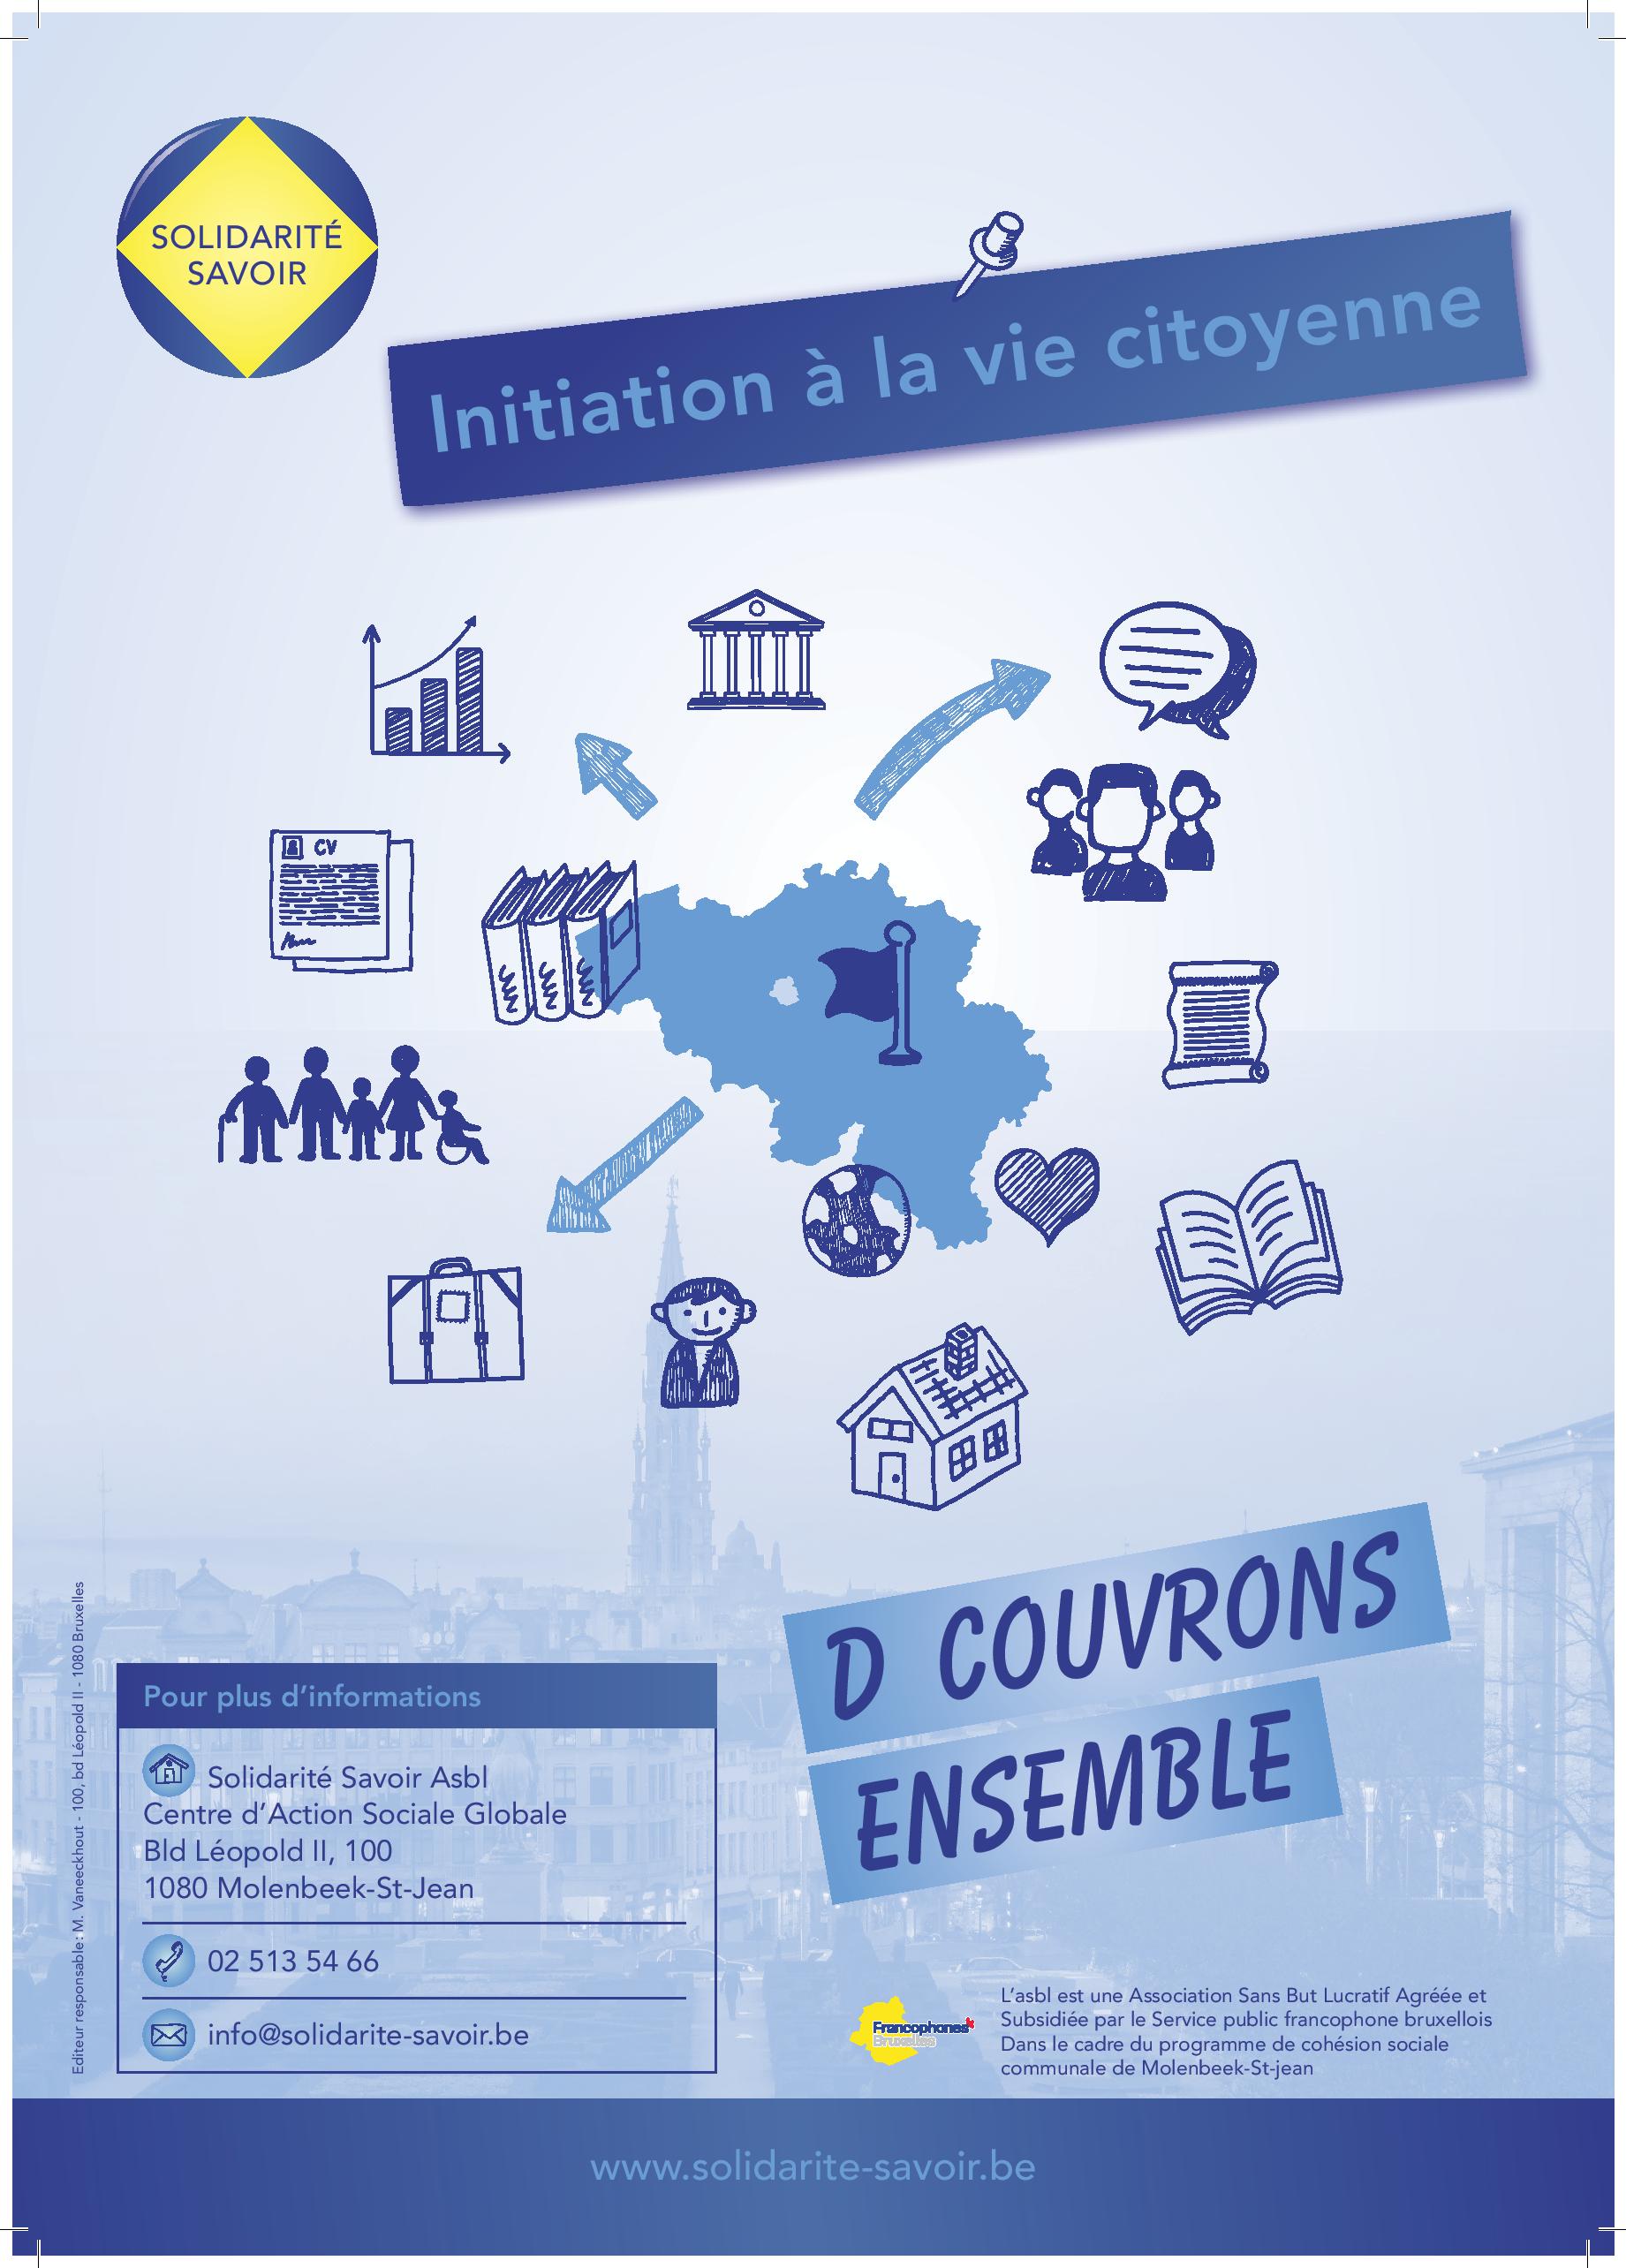 SOLIDARITÉ
SAVOIR
Initiation à la vie citoyenne
CV
D COUVRONS
ENSEMBLE
Editeur responsable: M. Vaneeckhout - 100, bd Léopold II - 1080 Bruxelles
Pour plus d’informations
Solidarité Savoir Asbl
Centre d’Action Sociale Globale
Bld Léopold II, 100
1080 Molenbeek-St-Jean
02 513 54 66
info@solidarite-savoir.be
Francophones
Bruxelles
L’asbl est une Association Sans But Lucratif Agréée et
Subsidiée par le Service public francophone bruxellois
Dans le cadre du programme de cohésion sociale
communale de Molenbeek-St-jean
www.solidarite-savoir.be